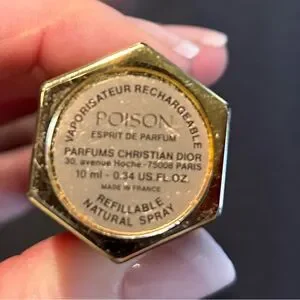 VAPORISATEUR RECHARGEABLE
POISON
ESPRIT DE PARFUM
PARFUMS CHRISTIAN DIOR
30, avenue Hoche-75008 PARIS
10 ml - 0.34 US.FL.OZ.
MADE IN FRANCE
REFILLABLE
NATURAL SPRAY